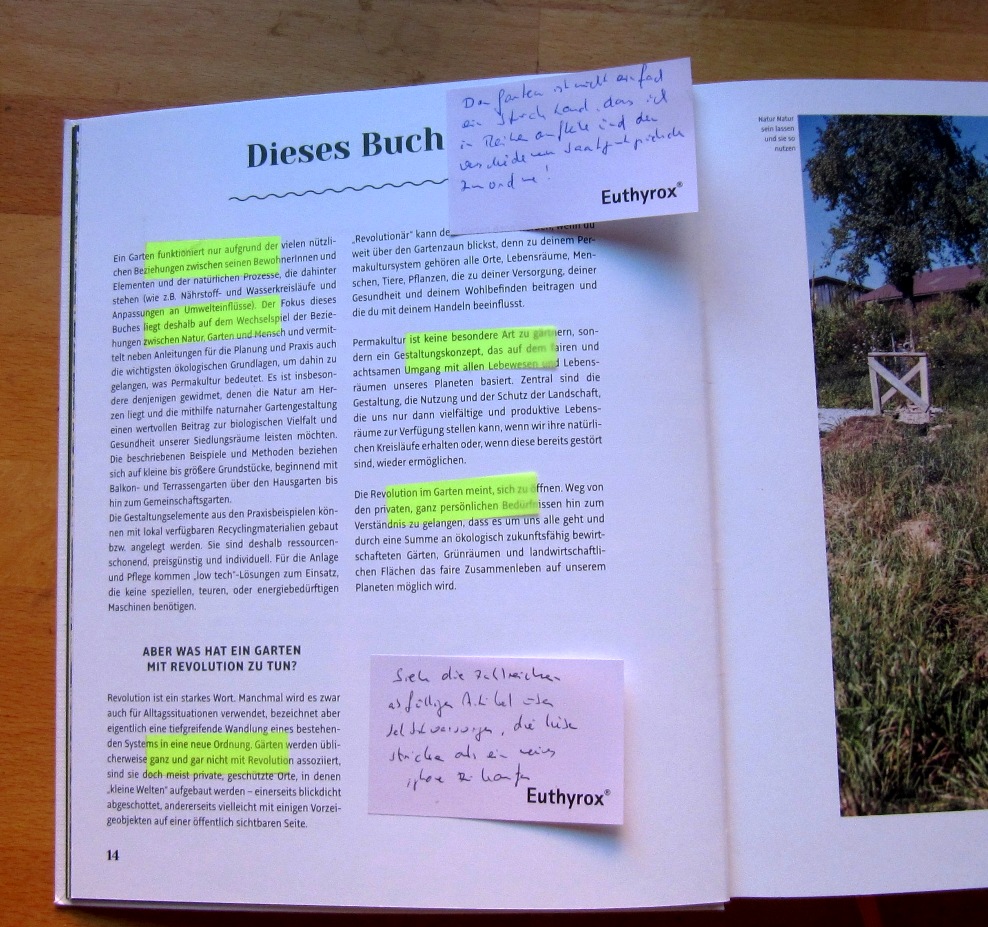 Dieses Buch
Der Garten ist nicht einfach
ein Stück Land, das ich
in Reihen aufteile und den
verschiedenen Saatgut
zuordne!
Euthyrox®
Ein Garten funktioniert nur aufgrund der vielen nützli-
chen Beziehungen zwischen seinen BewohnerInnen und
Elementen und der natürlichen Prozesse, die dahinter
stehen (wie z.B. Nährstoff- und Wasserkreisläufe und
Anpassungen an Umwelteinflüsse). Der Fokus dieses
Buches liegt deshalb auf dem Wechselspiel der Bezie-
hungen zwischen Natur, Garten und Mensch und vermit-
telt neben Anleitungen für die Planung und Praxis auch
die wichtigsten ökologischen Grundlagen, um dahin zu
gelangen, was Permakultur bedeutet. Es ist insbeson-
dere denjenigen gewidmet, denen die Natur am Her-
zen liegt und die mithilfe naturnaher Gartengestaltung
einen wertvollen Beitrag zur biologischen Vielfalt und
Gesundheit unserer Siedlungsräume leisten möchten.
Die beschriebenen Beispiele und Methoden beziehen
sich auf kleine bis größere Grundstücke, beginnend mit
Balkon- und Terrassengarten über den Hausgarten bis
hin zum Gemeinschaftsgarten.
Die Gestaltungselemente aus den Praxisbeispielen kön-
nen mit lokal verfügbaren Recyclingmaterialien gebaut
bzw. angelegt werden. Sie sind deshalb ressourcen-
schonend, preisgünstig und individuell. Für die Anlage
und Pflege kommen „low tech"-Lösungen zum Einsatz,
die keine speziellen, teuren, oder energiebedürftigen
Maschinen benötigen.
ABER WAS HAT EIN GARTEN
MIT REVOLUTION ZU TUN?
Revolution ist ein starkes Wort. Manchmal wird es zwar
auch für Alltagssituationen verwendet, bezeichnet aber
eigentlich eine tiefgreifende Wandlung eines bestehen-
den Systems in eine neue Ordnung. Gärten werden übli-
cherweise ganz und gar nicht mit Revolution assoziiert,
sind sie doch meist private, geschützte Orte, in denen
„kleine Welten" aufgebaut werden – einerseits blickdicht
abgeschottet, andererseits vielleicht mit einigen Vorzei-
geobjekten auf einer öffentlich sichtbaren Seite.
14
„Revolutionär" kann
weit über den Gartenzaun blickst, denn zu deinem Per-
makultursystem gehören alle Orte, Lebensräume, Men-
schen, Tiere, Pflanzen, die zu deiner Versorgung, deiner
Gesundheit und deinem Wohlbefinden beitragen und
die du mit deinem Handeln beeinflusst.
Permakultur ist keine besondere Art zu gärtnern, son-
dern ein Gestaltungskonzept, das auf dem fairen und
achtsamen Umgang mit allen Lebewesen und Lebens-
räumen unseres Planeten basiert. Zentral sind die
Gestaltung, die Nutzung und der Schutz der Landschaft,
die uns nur dann vielfältige und produktive Lebens-
räume zur Verfügung stellen kann, wenn wir ihre natürli-
chen Kreisläufe erhalten oder, wenn diese bereits gestört
sind, wieder ermöglichen.
Die Revolution im Garten meint, sich zu öffnen. Weg von
den privaten, ganz persönlichen Bedürfnissen hin zum
Verständnis zu gelangen, dass es um uns alle geht und
durch eine Summe an ökologisch zukunftsfähig bewirt-
schafteten Gärten, Grünräumen und landwirtschaftli-
chen Flächen das faire Zusammenleben auf unserem
Planeten möglich wird.
Siehe die zahlreichen
Artikel
die
als ein neues
zu kaufen
Euthyrox®
Natur Natur
sein lassen
und sie so
nutzen